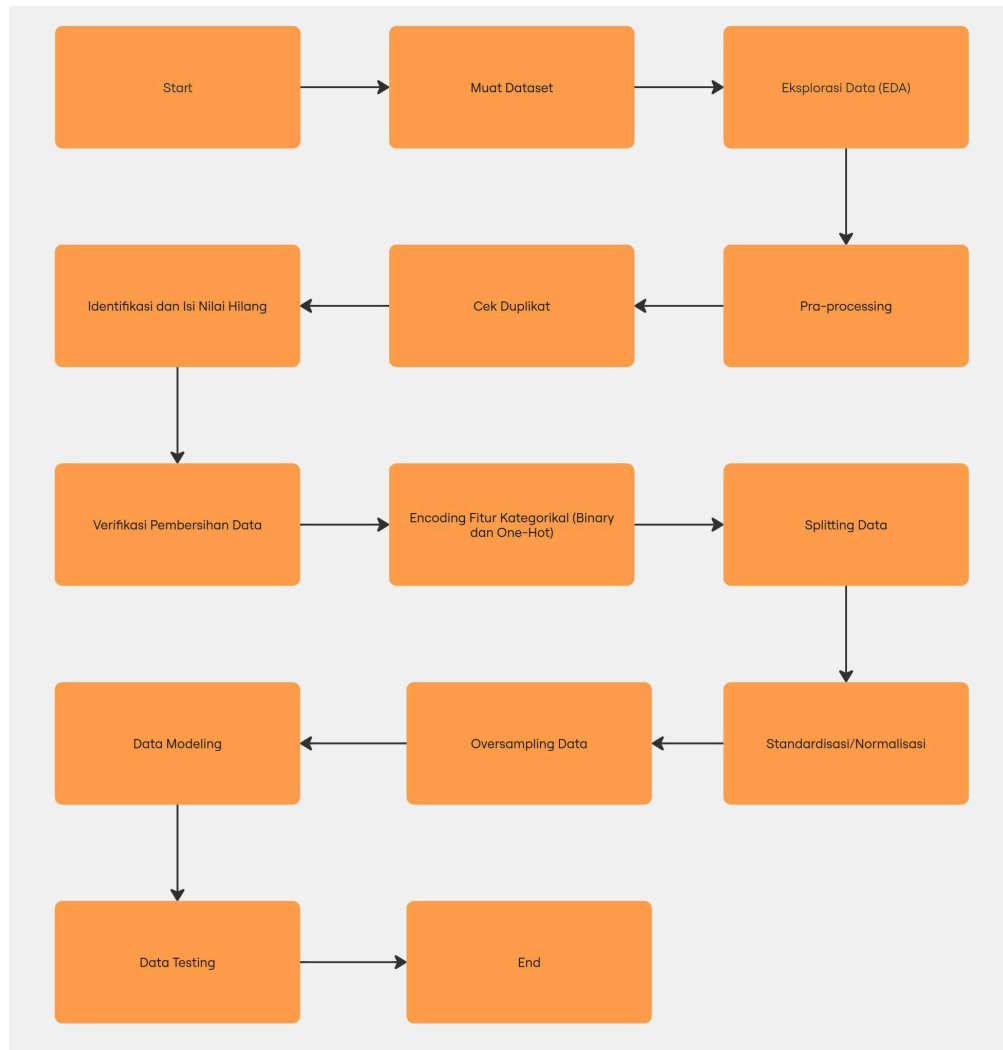 Start
Muat Dataset
Eksplorasi Data (EDA)
Pra-processing
Cek Duplikat
Identifikasi dan Isi Nilai Hilang
Verifikasi Pembersihan Data
Encoding Fitur Kategorikal (Binary
dan One-Hot)
Splitting Data
Standardisasi/Normalisasi
Oversampling Data
Data Modeling
Data Testing
End